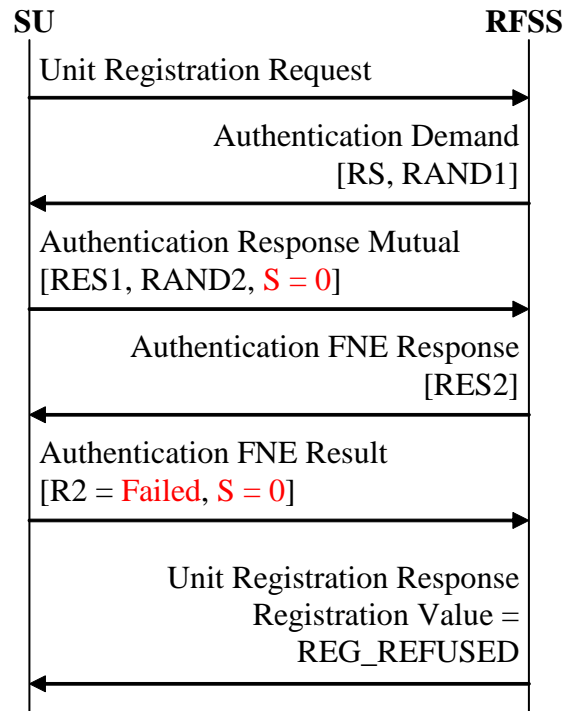 SU
RFSS
Unit Registration Request
Authentication Demand
[RS, RAND1]
Authentication Response Mutual
[RES1, RAND2, S = 0]
Authentication FNE Response
[RES2]
Authentication FNE Result
[R2 = Failed, S = 0]
Unit Registration Response
Registration Value =
REG_REFUSED